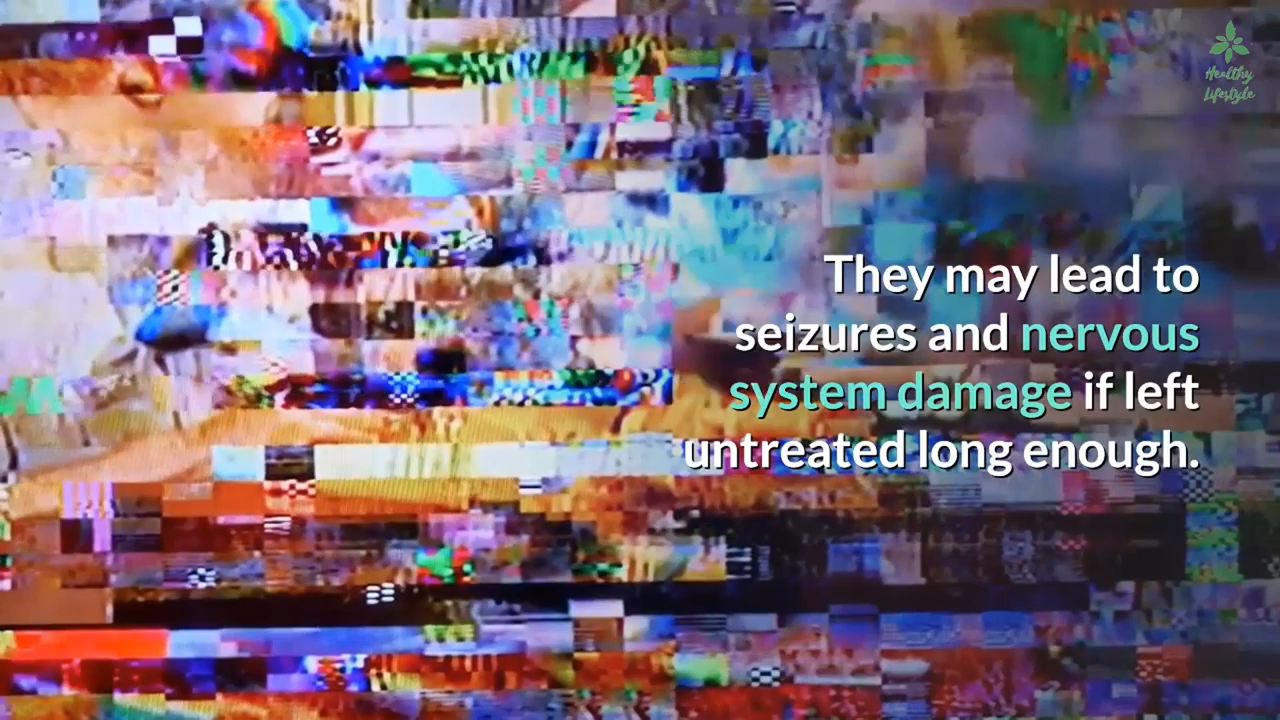 Healthy
Lifestyle
They may lead to
seizures and nervous
system damage if left
untreated long enough.